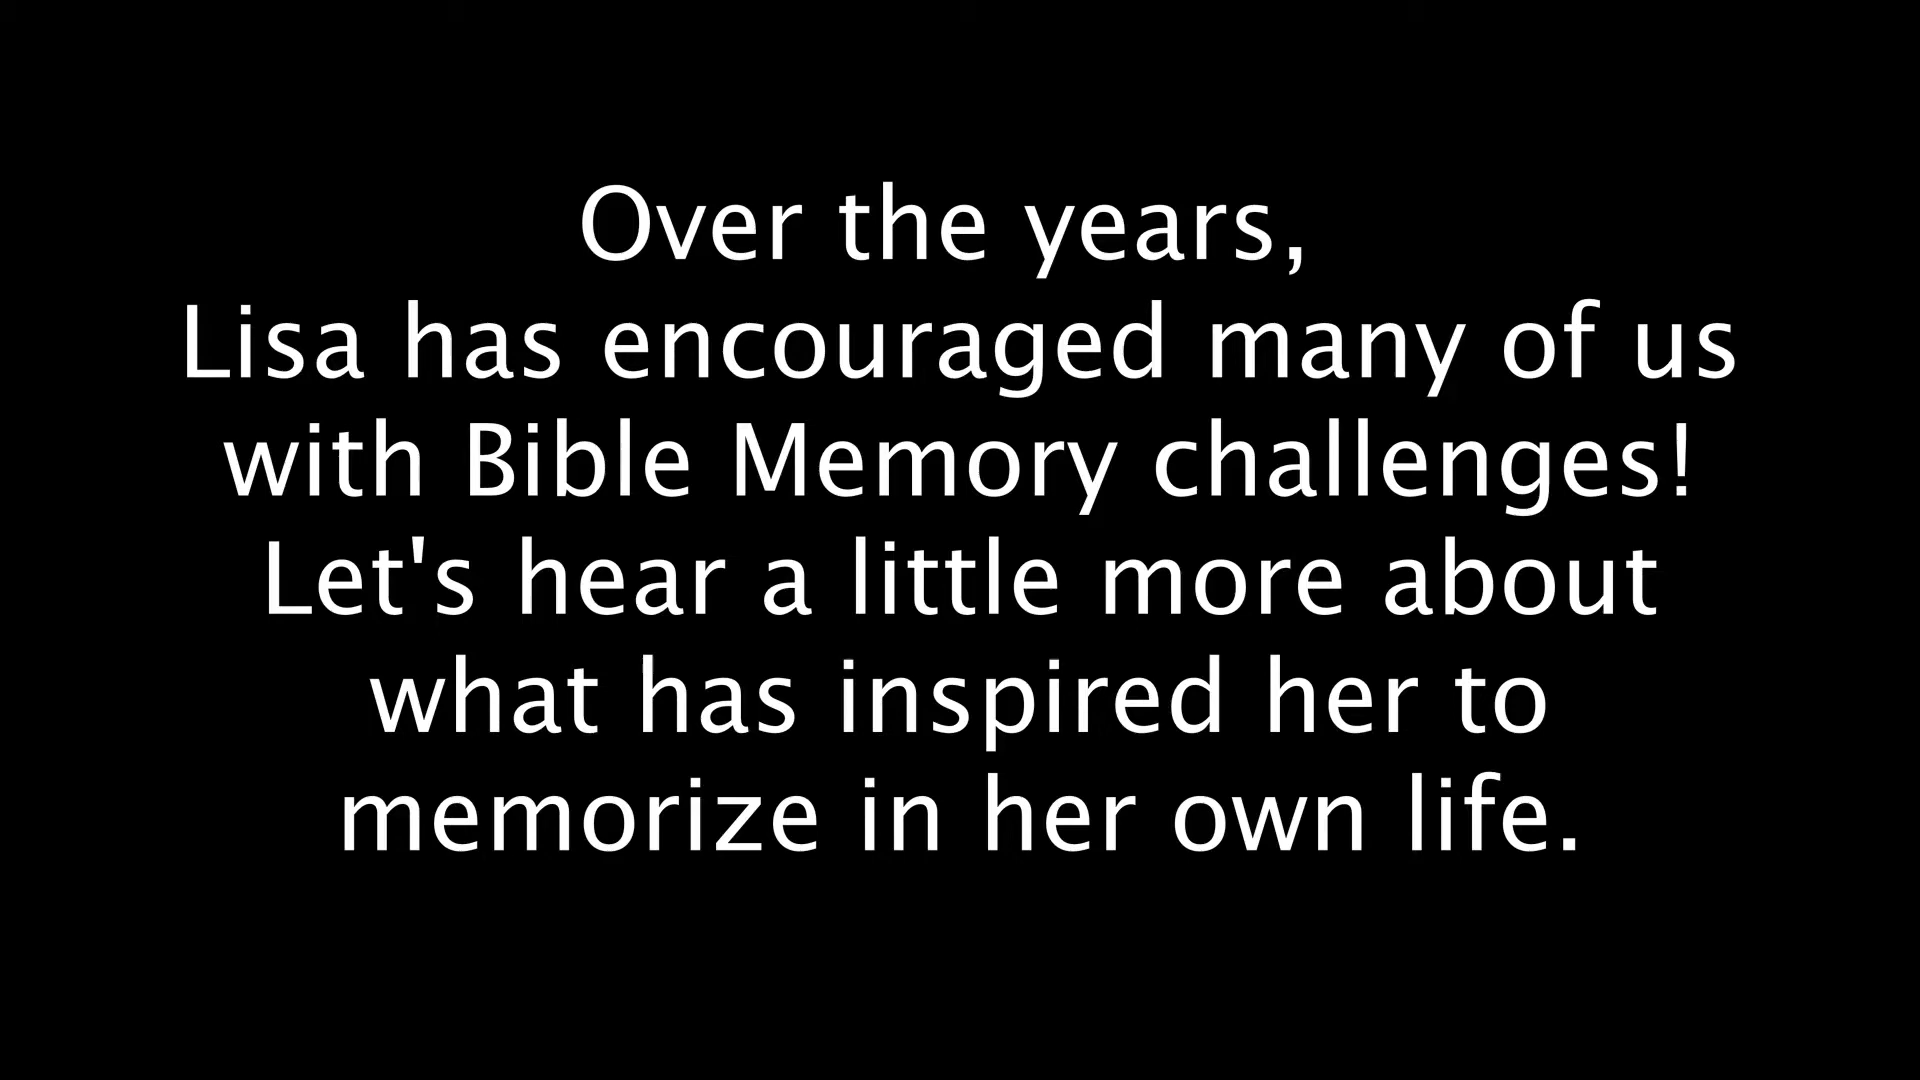 Over the years,
Lisa has encouraged many of us
with Bible Memory challenges!
Let's hear a little more about
what has inspired her to
memorize in her own life.